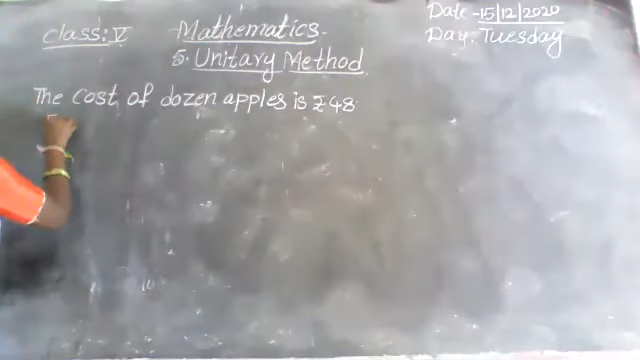 Class: V Mathematics Date - 15/12/2020
5. Unitary Method Day: Tuesday
The cost of dozen apples is ₹48